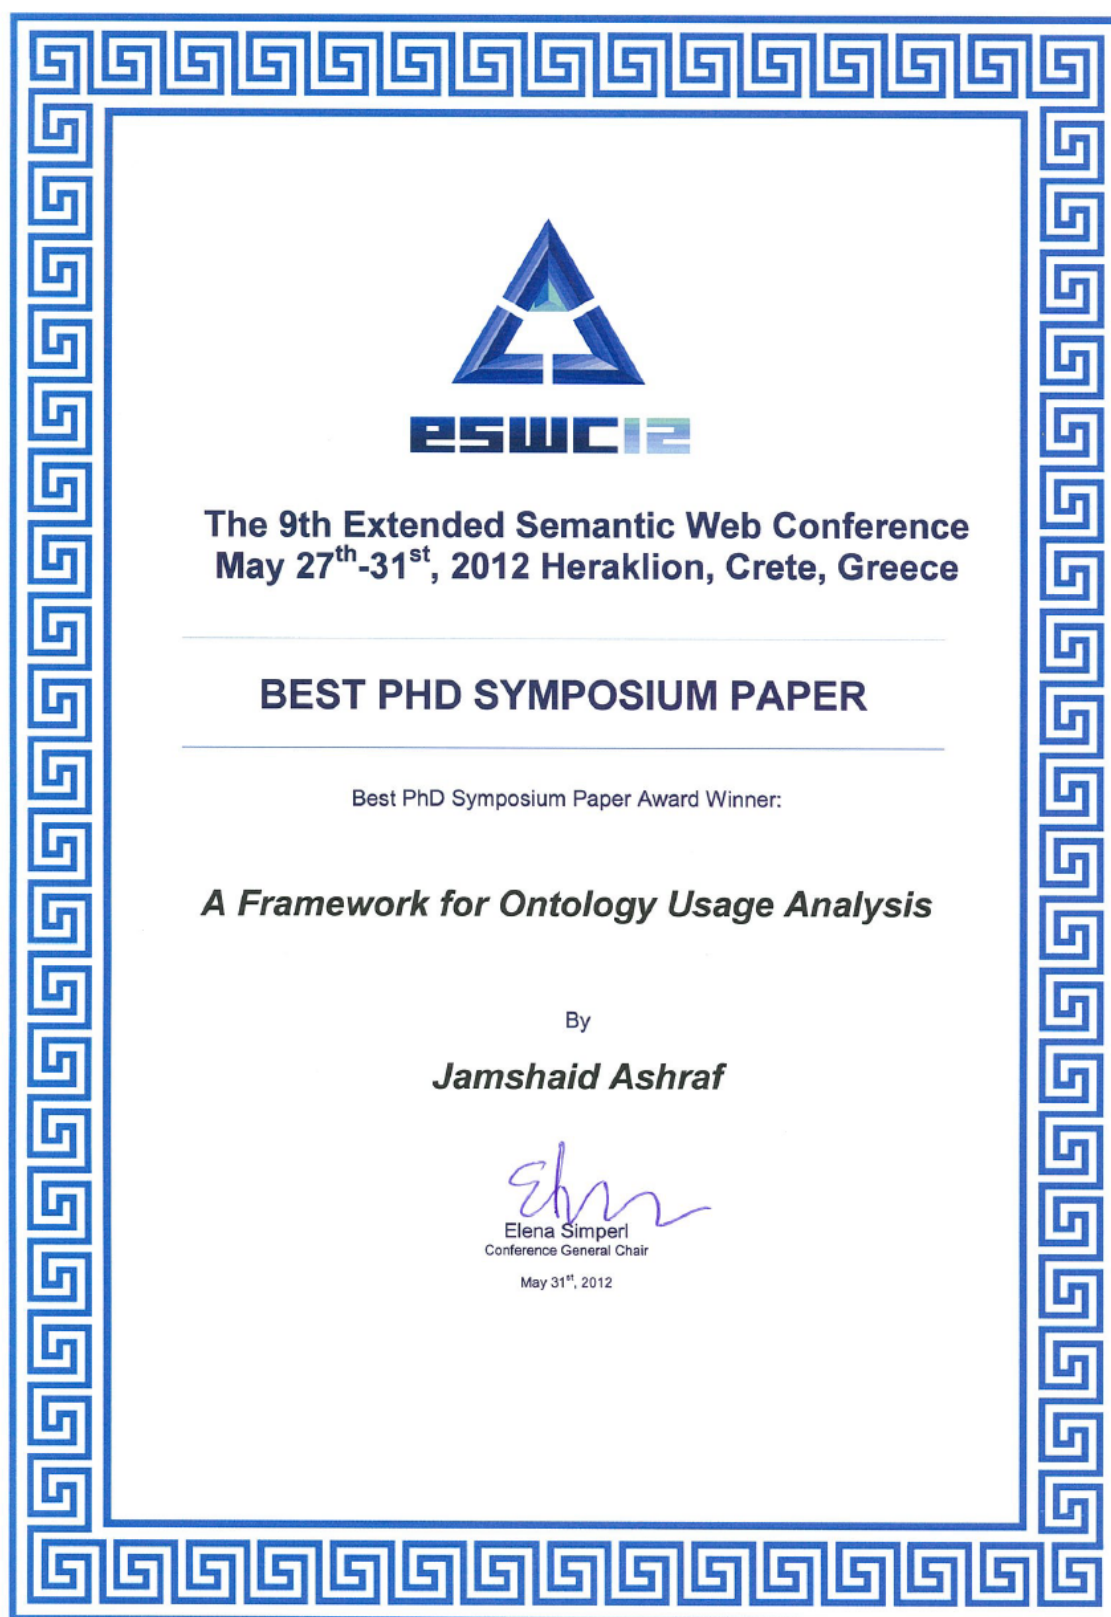 eswc12
The 9th Extended Semantic Web Conference
May 27th-31st, 2012 Heraklion, Crete, Greece
BEST PHD SYMPOSIUM PAPER
Best PhD Symposium Paper Award Winner:
A Framework for Ontology Usage Analysis
By
Jamshaid Ashraf
Elena Simperl
Conference General Chair
May 31st, 2012